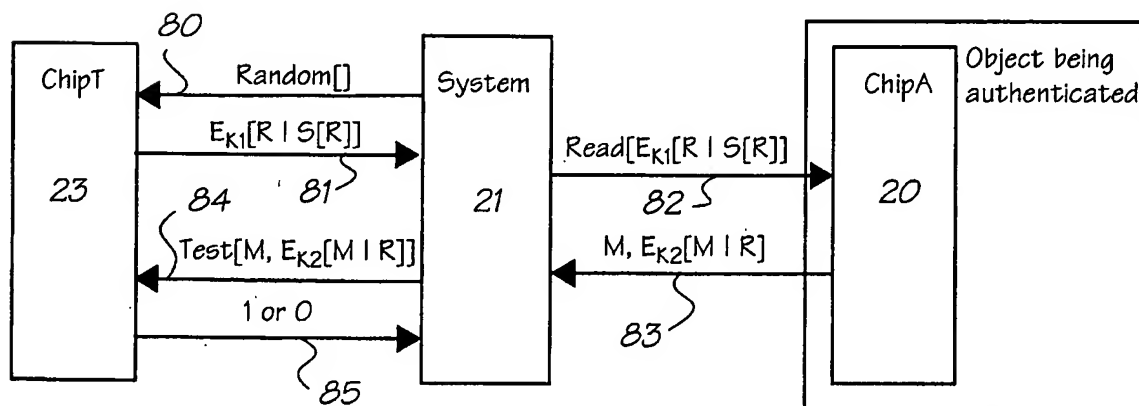 80
ChipT
Random[]
System
ChipA
Object being
authenticated
E_K1[R | S[R]]
Read[E_K1[R | S[R]]
23
81
21
82
20
84
Test[M, E_K2[M | R]]
M, E_K2[M | R]
1 or 0
83
85